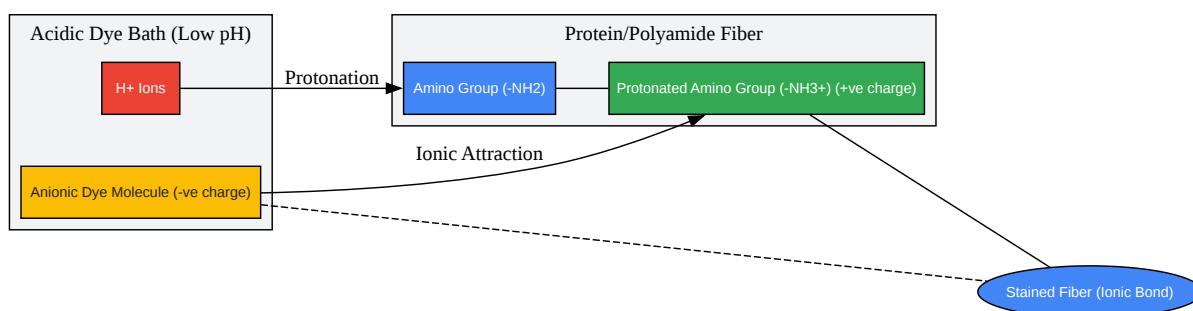 Acidic Dye Bath (Low pH)
Protein/Polyamide Fiber
H+ Ions
Protonation
Amino Group (-NH2)
Protonated Amino Group (-NH3+) (+ve charge)
Ionic Attraction
Anionic Dye Molecule (-ve charge)
Stained Fiber (Ionic Bond)